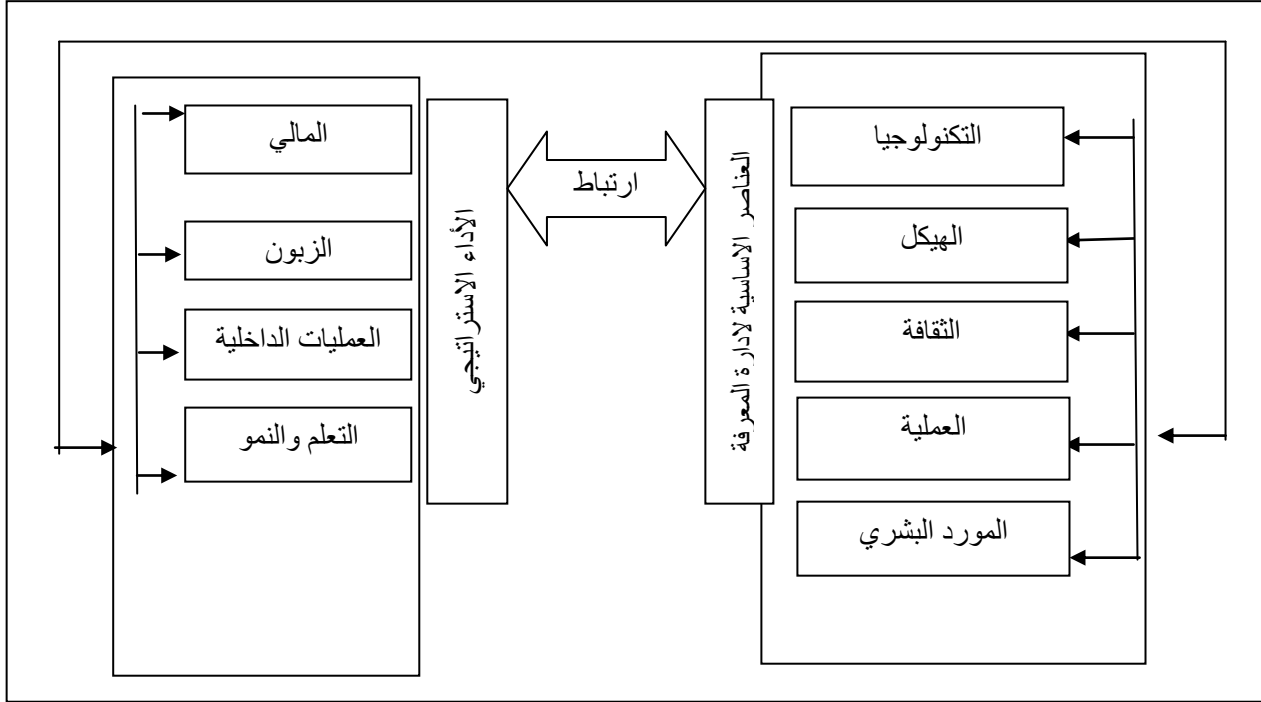 التكنولوجيا
الهيكل
الثقافة
العملية
المورد البشري
العناصر الاساسية لادارة المعرفة
ارتباط
الأداء الاستراتيجي
المالي
الزبون
العمليات الداخلية
التعلم والنمو